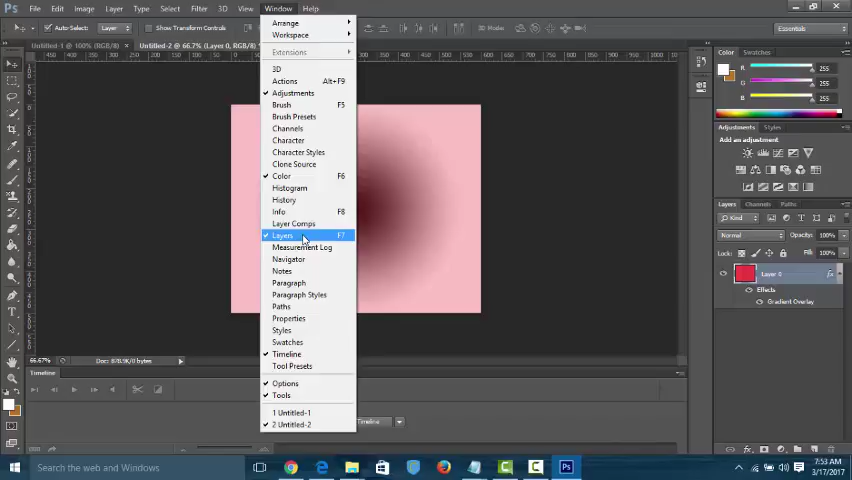 Ps File Edit Image Layer Type Select Filter 3D View Window Help
Auto-Select: Layer Show Transform Controls Essentials
Untitled-1 @ 100% (RGB/8) Untitled-2 @ 66.7% (Layer 0, RGB/8)
Arrange
Workspace
Extensions
3D
Actions Alt+F9
Adjustments
Brush F5
Brush Presets
Channels
Character
Character Styles
Clone Source
Color F6
Histogram
History
Info F8
Layer Comps
Layers F7
Measurement Log
Navigator
Notes
Paragraph
Paragraph Styles
Paths
Properties
Styles
Swatches
Timeline
Tool Presets
Options
Tools
1 Untitled-1
2 Untitled-2
Color Swatches
R 255
G 255
B 255
Adjustments Styles
Add an adjustment
Layers Channels Paths
Kind
Normal Opacity: 100%
Lock: Fill: 100%
Layer 0 fx
Effects
Gradient Overlay
66.67% Doc: 878.9K/0 bytes
Timeline
Timeline
Search the web and Windows
Ps
7:53 AM
3/17/2017